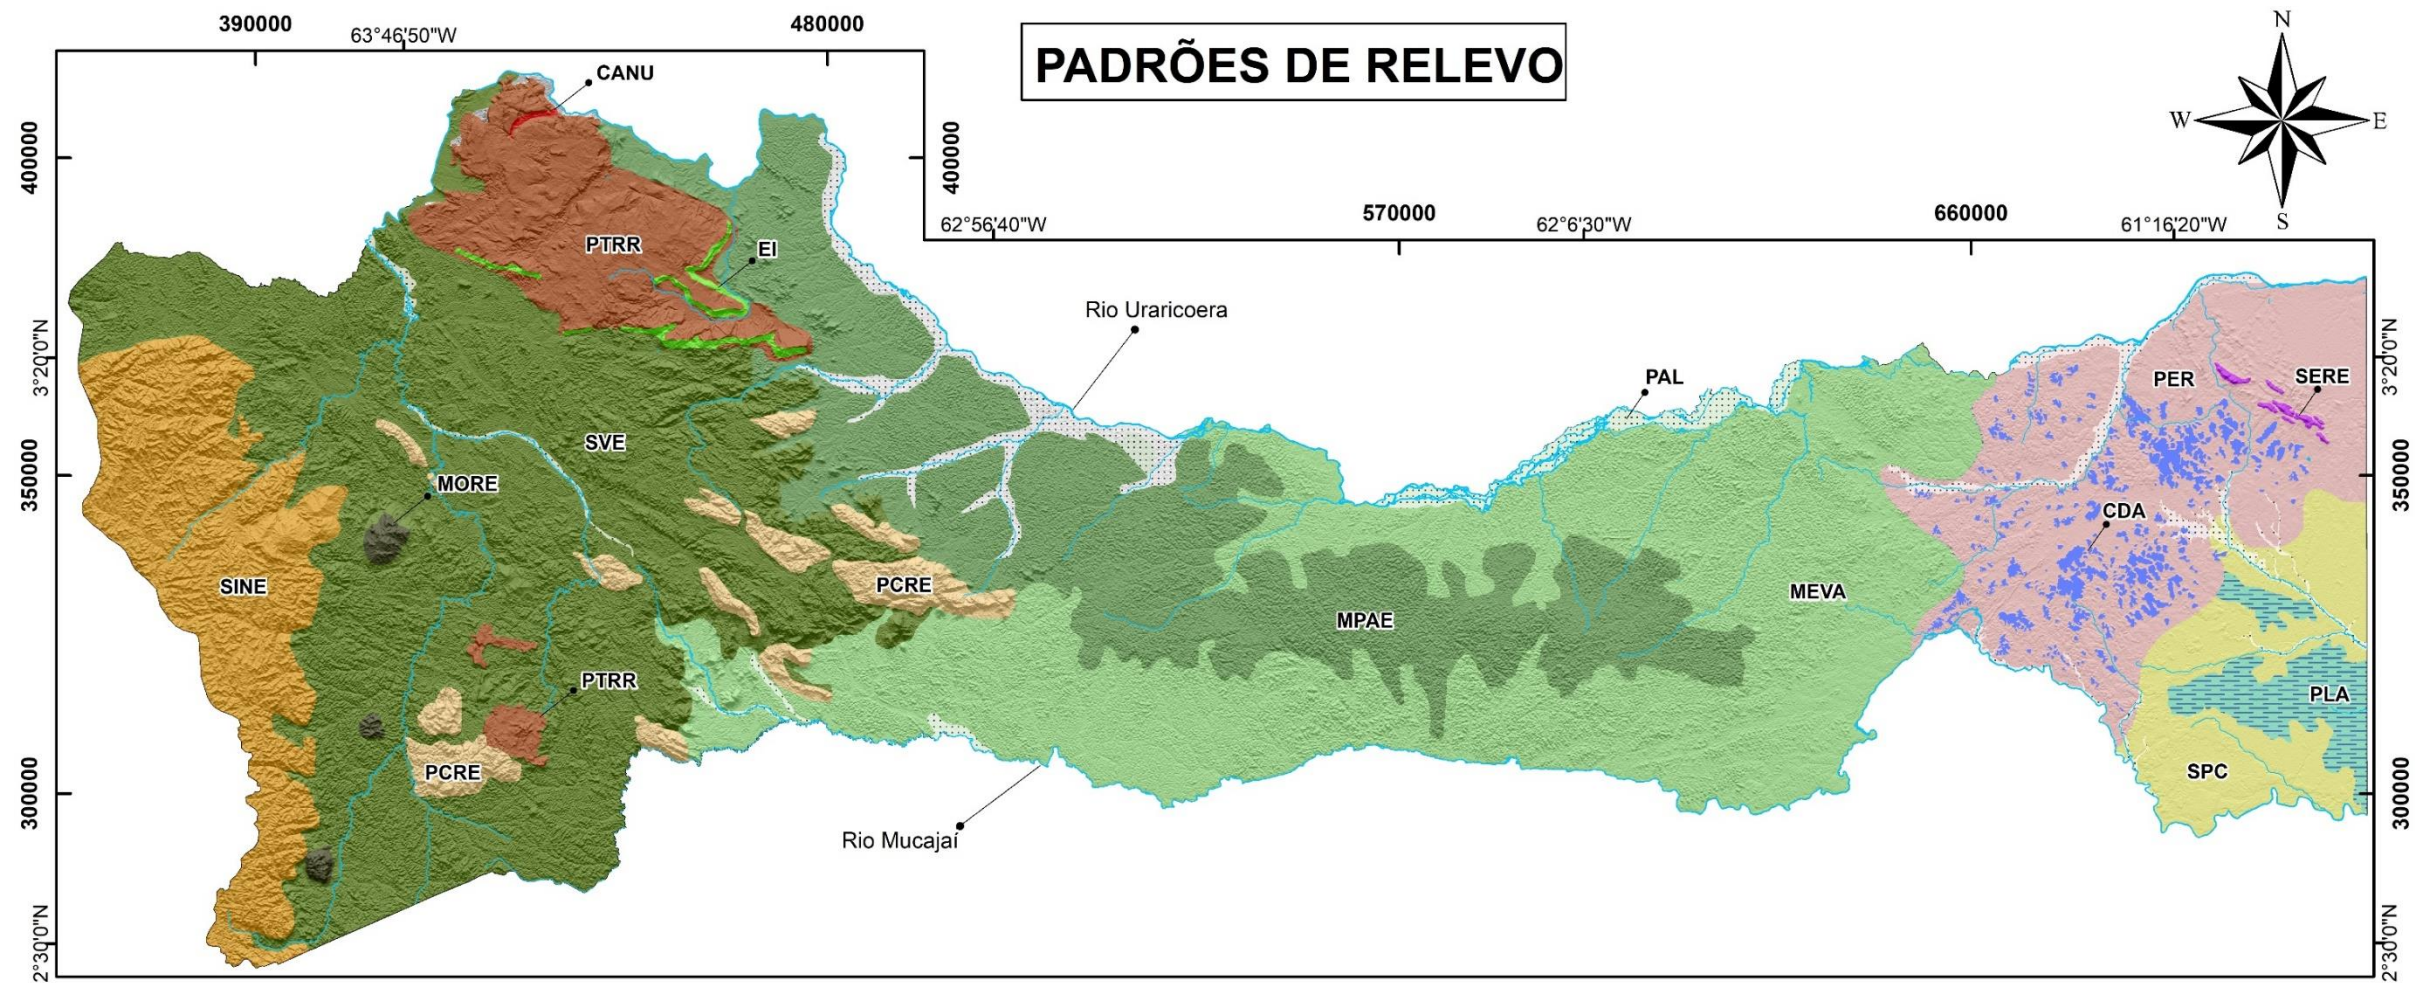 390000
480000
63°46'50"W
PADRÕES DE RELEVO
N
W
E
S
CANU
400000
400000
62°56'40"W
570000
62°6'30"W
660000
61°16'20"W
PTRR
EI
Rio Uraricoera
3°20'0"N
3°20'0"N
PAL
PER
SERE
SVE
350000
350000
MORE
CDA
SINE
PCRE
MPAE
MEVA
PTRR
PLA
PCRE
SPC
300000
300000
Rio Mucajaí
2°30'0"N
2°30'0"N